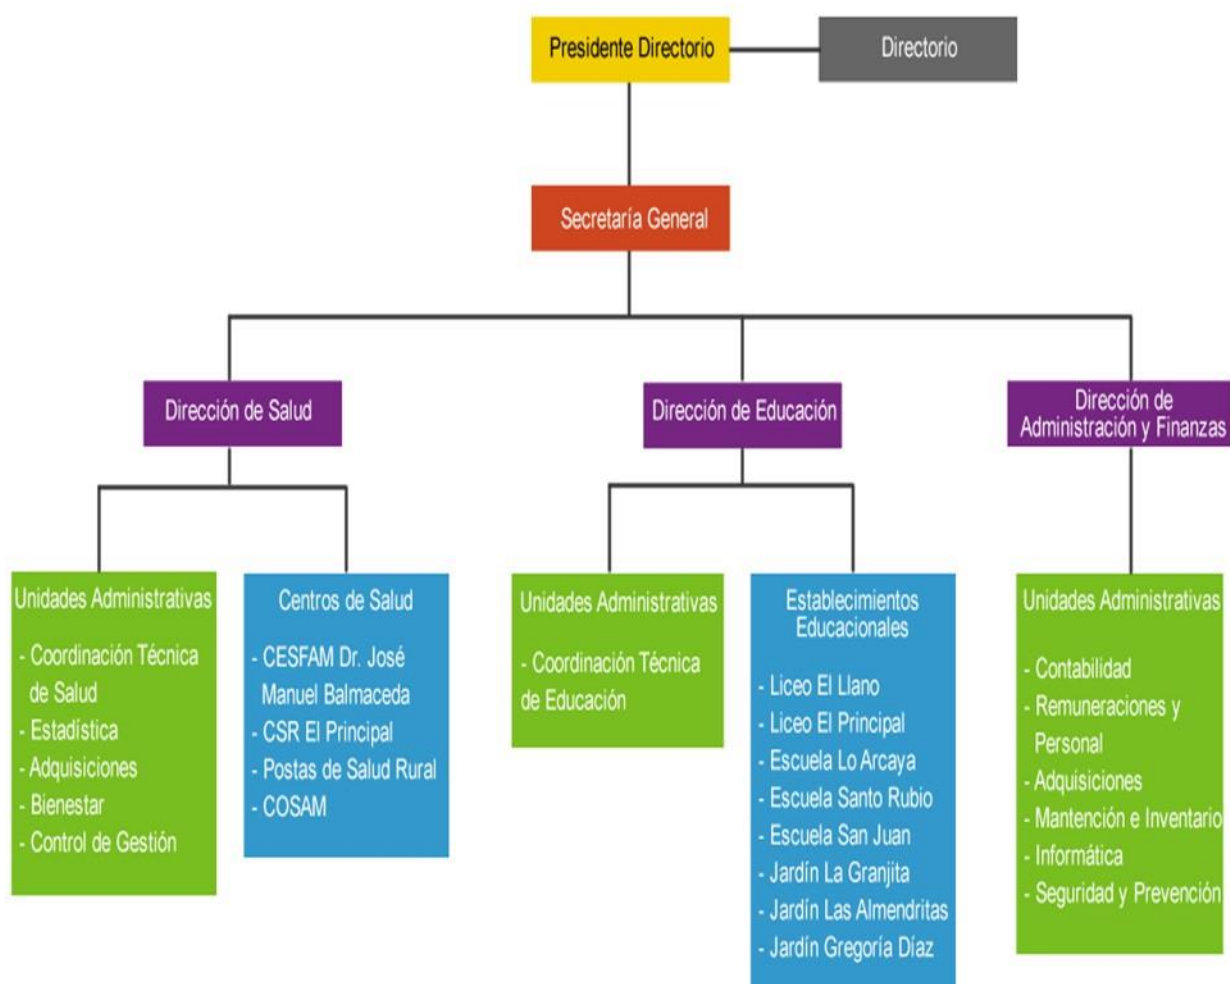 Presidente Directorio
Directorio
Secretaría General
Dirección de Salud
Dirección de Educación
Dirección de
Administración y Finanzas
Unidades Administrativas
- Coordinación Técnica
de Salud
- Estadística
- Adquisiciones
- Bienestar
- Control de Gestión
Centros de Salud
- CESFAM Dr. José
Manuel Balmaceda
- CSR El Principal
- Postas de Salud Rural
- COSAM
Unidades Administrativas
- Coordinación Técnica
de Educación
Establecimientos
Educacionales
- Liceo El Llano
- Liceo El Principal
- Escuela Lo Arcaya
- Escuela Santo Rubio
- Escuela San Juan
- Jardín La Granjita
- Jardín Las Almendritas
- Jardín Gregoría Díaz
Unidades Administrativas
- Contabilidad
- Remuneraciones y
Personal
- Adquisiciones
- Mantención e Inventario
- Informática
- Seguridad y Prevención